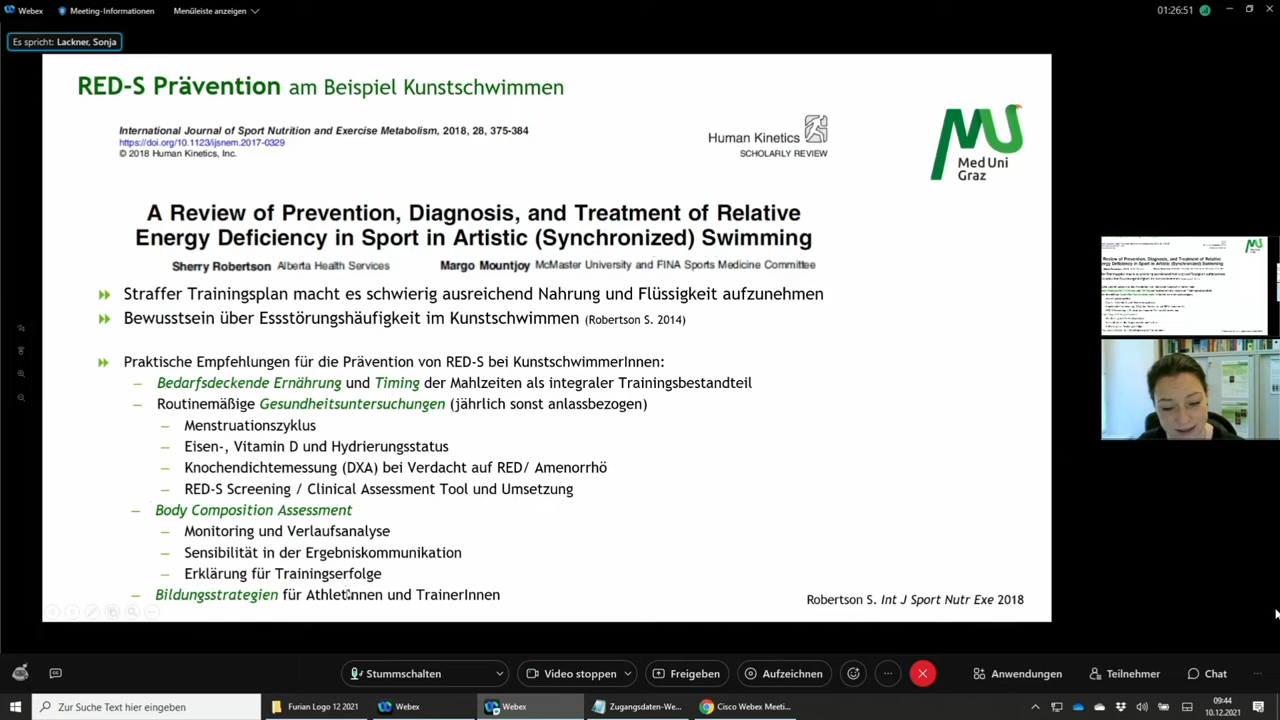 Webex
Meeting-Informationen
Menüleiste anzeigen
01:26:51
Es spricht: Lackner, Sonja
RED-S Prävention am Beispiel Kunstschwimmen
International Journal of Sport Nutrition and Exercise Metabolism, 2018, 28, 375-384
https://doi.org/10.1123/ijsnem.2017-0329
© 2018 Human Kinetics, Inc.
Human Kinetics
SCHOLARLY REVIEW
Med Uni
Graz
A Review of Prevention, Diagnosis, and Treatment of Relative
Energy Deficiency in Sport in Artistic (Synchronized) Swimming
Sherry Robertson Alberta Health Services
Margo Mountjoy McMaster University and FINA Sports Medicine Committee
Straffer Trainingsplan macht es schwierig ausreichend Nahrung und Flüssigkeit aufzunehmen
Bewusstsein über Essstörungshäufigkeit im Kunstschwimmen (Robertson S. 2014)
Praktische Empfehlungen für die Prävention von RED-S bei KunstschwimmerInnen:
– Bedarfsdeckende Ernährung und Timing der Mahlzeiten als integraler Trainingsbestandteil
– Routinemäßige Gesundheitsuntersuchungen (jährlich sonst anlassbezogen)
– Menstruationszyklus
– Eisen-, Vitamin D und Hydrierungsstatus
– Knochendichtemessung (DXA) bei Verdacht auf RED/ Amenorrhö
– RED-S Screening / Clinical Assessment Tool und Umsetzung
– Body Composition Assessment
– Monitoring und Verlaufsanalyse
– Sensibilität in der Ergebniskommunikation
– Erklärung für Trainingserfolge
– Bildungsstrategien für AthletInnen und TrainerInnen
Robertson S. Int J Sport Nutr Exe 2018
Stummschalten
Video stoppen
Freigeben
Aufzeichnen
Anwendungen
Teilnehmer
Chat
Zur Suche Text hier eingeben
Furian Logo 12 2021
Webex
Webex
Zugangsdaten-We...
Cisco Webex Meeti...
09:44
10.12.2021